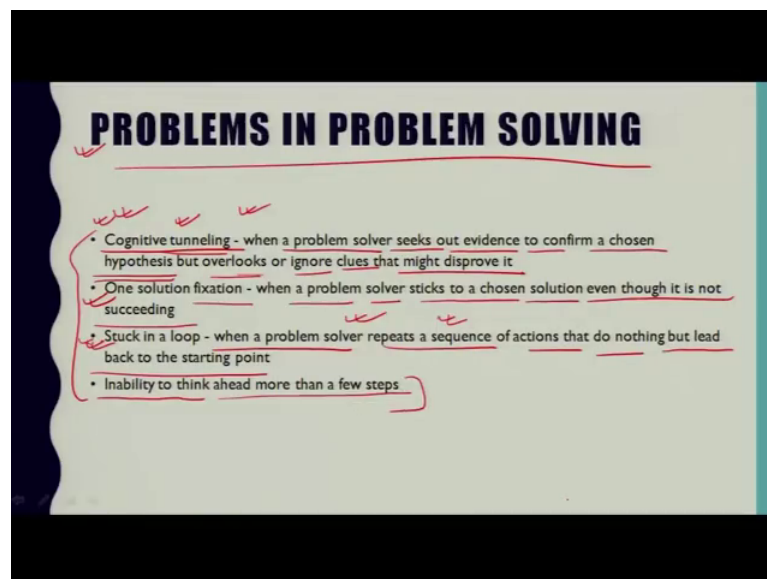 PROBLEMS IN PROBLEM SOLVING
• Cognitive tunneling - when a problem solver seeks out evidence to confirm a chosen
hypothesis but overlooks or ignore clues that might disprove it
• One solution fixation - when a problem solver sticks to a chosen solution even though it is not
succeeding
• Stuck in a loop - when a problem solver repeats a sequence of actions that do nothing but lead
back to the starting point
• Inability to think ahead more than a few steps